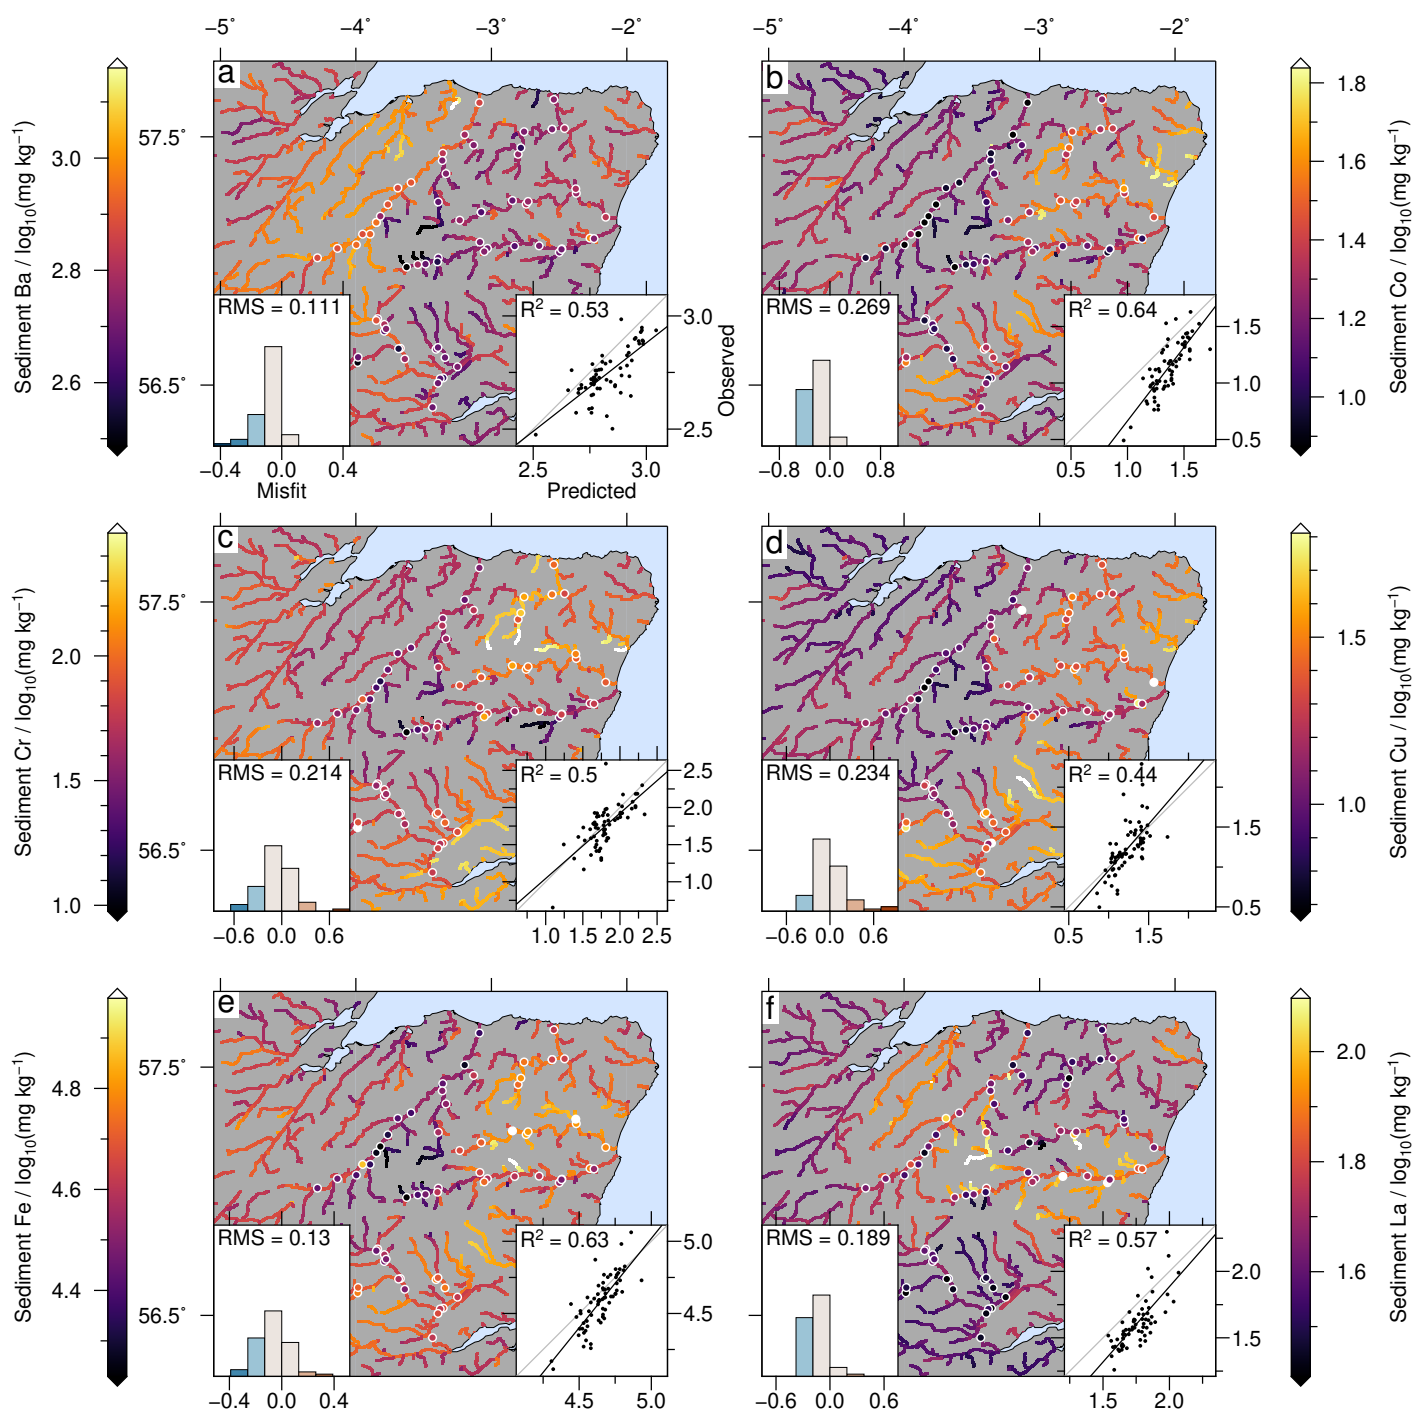 −5° −4° −3° −2° −5° −4° −3° −2°
a
b
3.0
2.8
2.6
Sediment Ba / log10(mg kg−1)
57.5°
56.5°
RMS = 0.111
R2 = 0.53
3.0
2.5
Observed
−0.4 0.0 0.4
Misfit
2.5 3.0
Predicted
RMS = 0.269
R2 = 0.64
1.5
1.0
0.5
−0.8 0.0 0.8
0.5 1.0 1.5
1.8
1.6
1.4
1.2
1.0
Sediment Co / log10(mg kg−1)
c
d
2.0
1.5
1.0
Sediment Cr / log10(mg kg−1)
57.5°
56.5°
RMS = 0.214
R2 = 0.5
2.5
2.0
1.5
1.0
−0.6 0.0 0.6
1.0 1.5 2.0 2.5
RMS = 0.234
R2 = 0.44
1.5
0.5
−0.6 0.0 0.6
0.5 1.5
1.5
1.0
Sediment Cu / log10(mg kg−1)
e
f
4.8
4.6
4.4
Sediment Fe / log10(mg kg−1)
57.5°
56.5°
RMS = 0.13
R2 = 0.63
5.0
4.5
−0.4 0.0 0.4
4.5 5.0
RMS = 0.189
R2 = 0.57
2.0
1.5
−0.6 0.0 0.6
1.5 2.0
2.0
1.8
1.6
Sediment La / log10(mg kg−1)